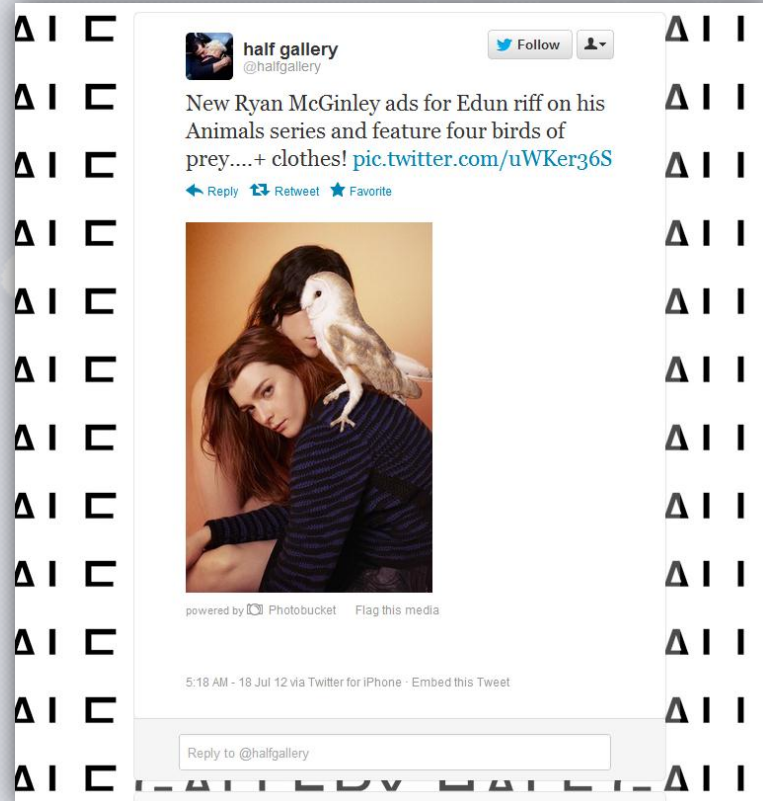 half gallery
@halfgallery
Follow
New Ryan McGinley ads for Edun riff on his
Animals series and feature four birds of
prey....+ clothes! pic.twitter.com/uWKer36S
Reply Retweet Favorite
powered by Photobucket Flag this media
5:18 AM - 18 Jul 12 via Twitter for iPhone · Embed this Tweet
Reply to @halfgallery